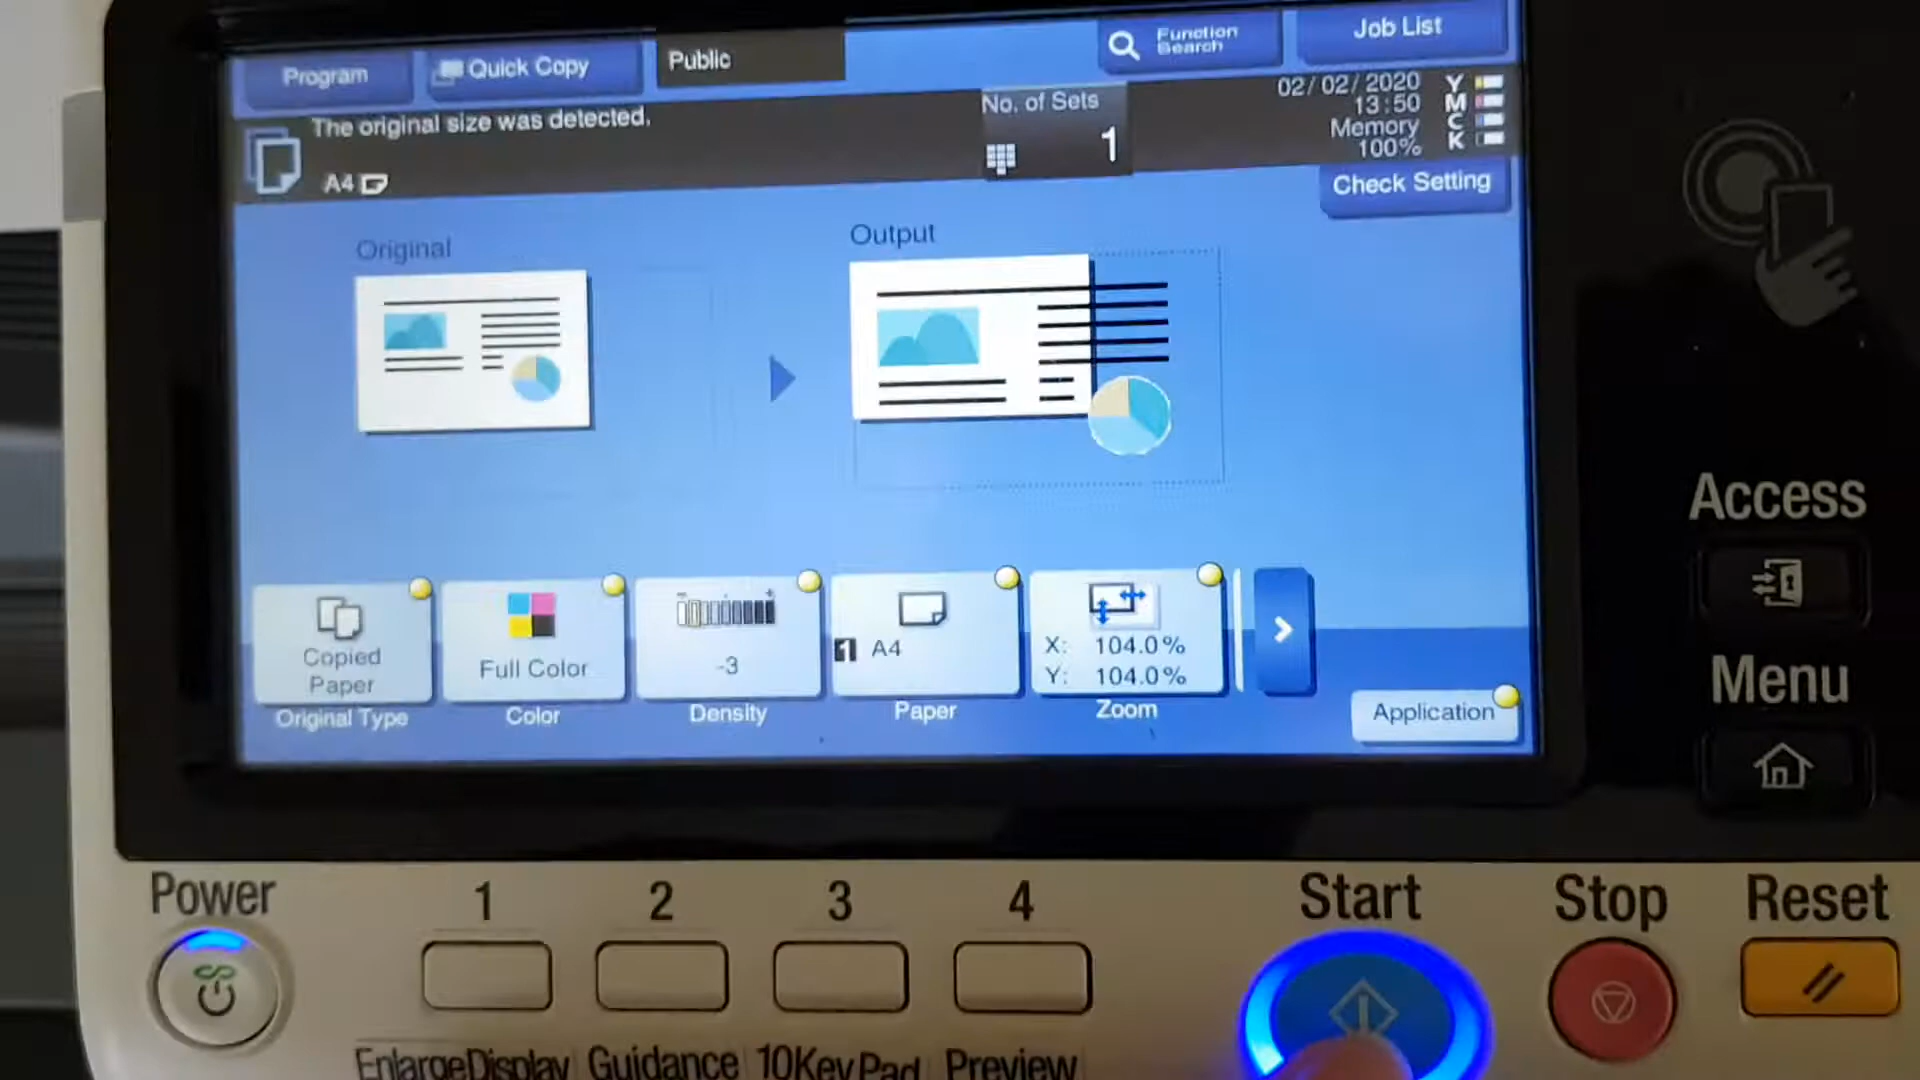 Program
Quick Copy
Public
Function
Search
Job List
The original size was detected.
A4
No. of Sets
1
02/02/2020
13:50
Memory
100%
Y
M
C
K
Check Setting
Original
Output
Copied
Paper
Original Type
Full Color
Color
-3
Density
1 A4
Paper
X: 104.0%
Y: 104.0%
Zoom
Application
Access
Menu
Power
1
2
3
4
Start
Stop
Reset
EnlargeDisplay
Guidance
10KeyPad
Preview